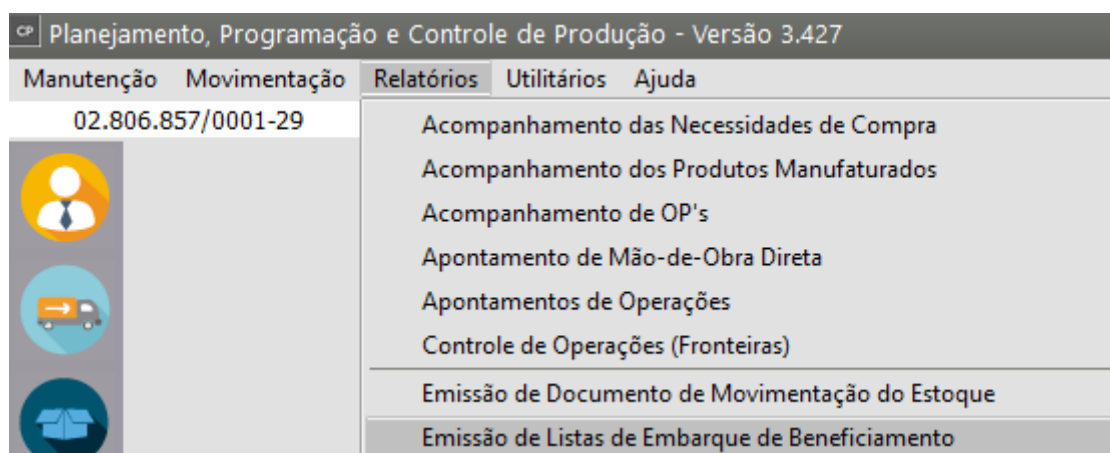 CP Planejamento, Programação e Controle de Produção - Versão 3.427
Manutenção Movimentação Relatórios Utilitários Ajuda
02.806.857/0001-29
Acompanhamento das Necessidades de Compra
Acompanhamento dos Produtos Manufaturados
Acompanhamento de OP's
Apontamento de Mão-de-Obra Direta
Apontamentos de Operações
Controle de Operações (Fronteiras)
Emissão de Documento de Movimentação do Estoque
Emissão de Listas de Embarque de Beneficiamento